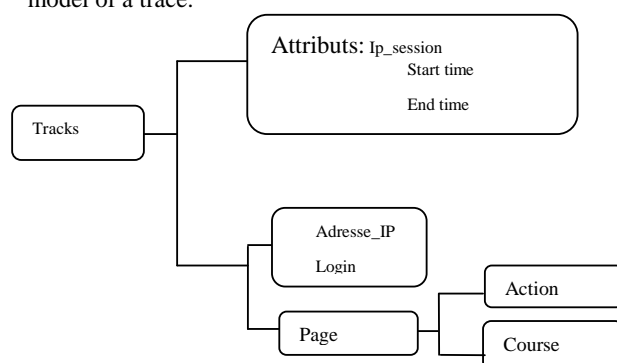 model of a trace.
Attributs: Ip_session
Start time
End time
Tracks
Adresse_IP
Login
Action
Page
Course